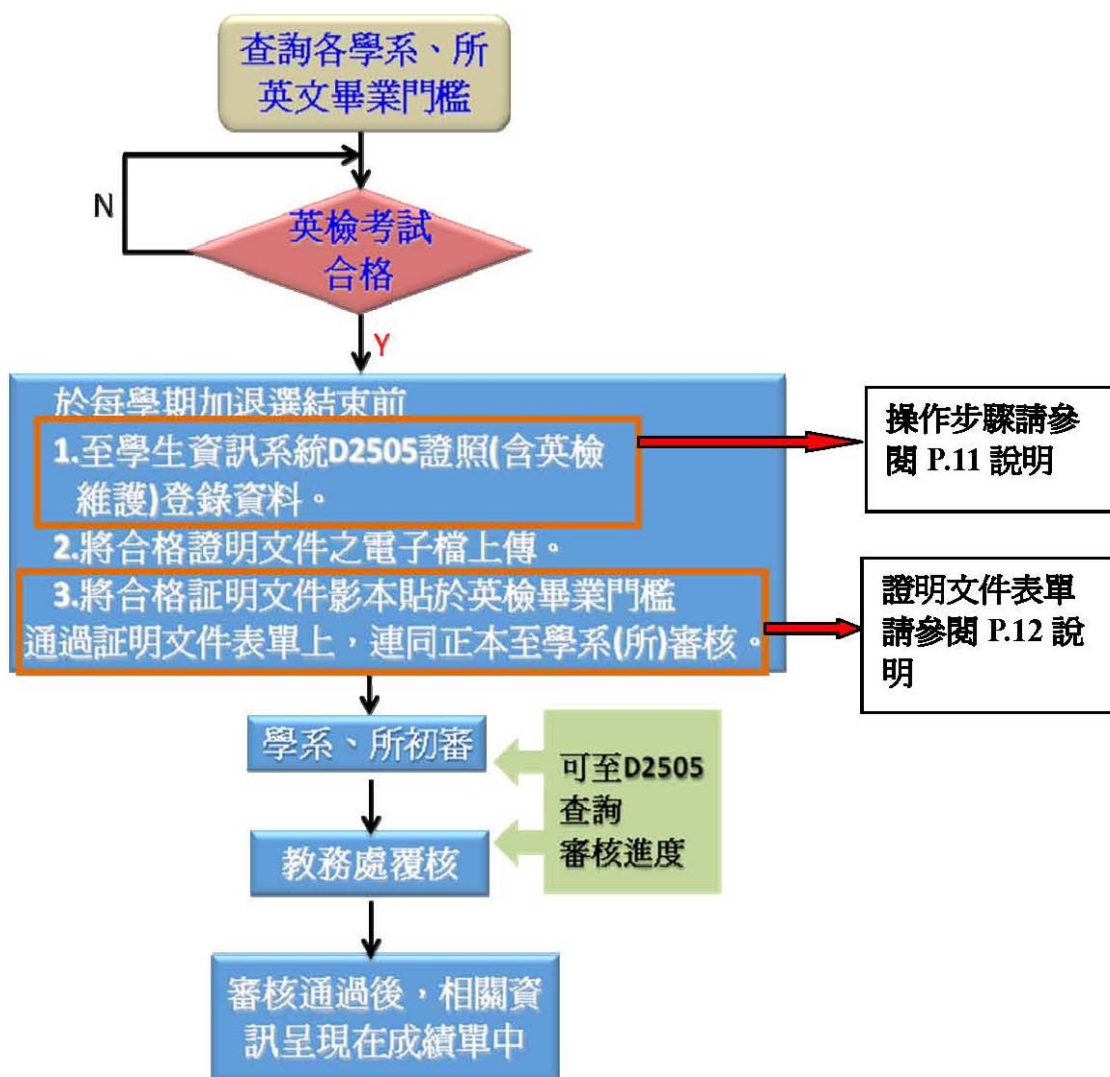 查詢各學系、所
英文畢業門檻
N
英檢考試
合格
Y
於每學期加退選結束前
1.至學生資訊系統D2505證照(含英檢
維護)登錄資料。
操作步驟請參
閱 P.11 說明
2.將合格證明文件之電子檔上傳。
3.將合格証明文件影本貼於英檢畢業門檻
通過証明文件表單上，連同正本至學系(所)審核。
證明文件表單
請參閱 P.12 說
明
學系、所初審
可至D2505
查詢
審核進度
教務處覆核
審核通過後，相關資
訊呈現在成績單中